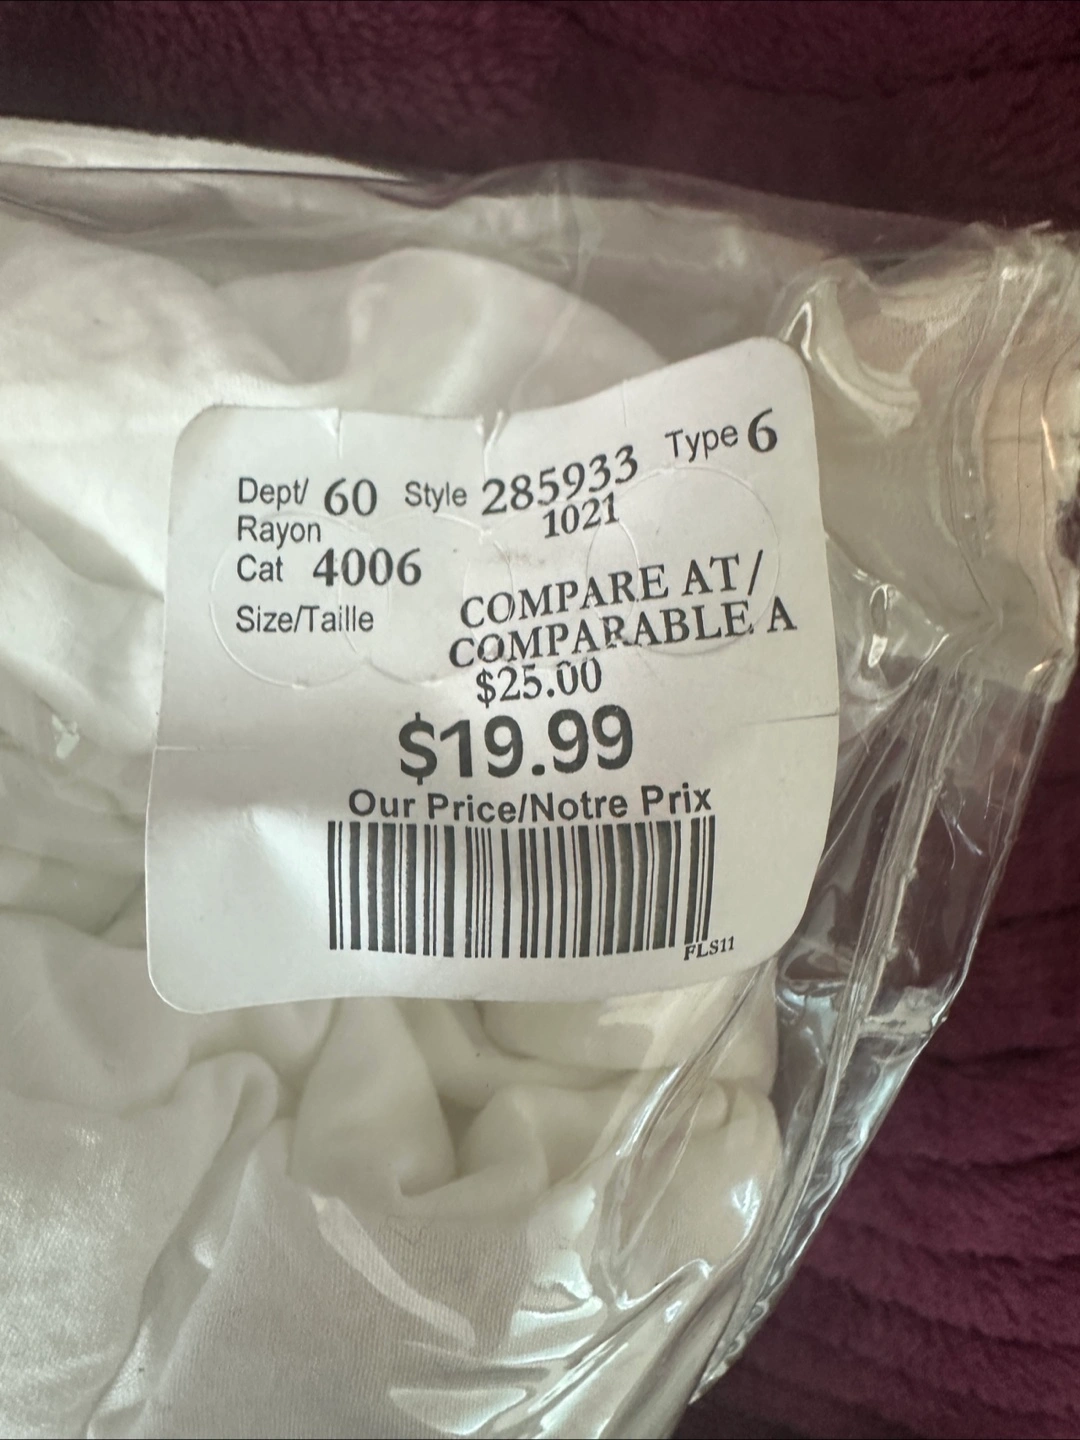 Dept/ 60 Style 285933 Type 6
Rayon 1021
Cat 4006
Size/Taille
COMPARE AT/
COMPARABLE A
$25.00
$19.99
Our Price/Notre Prix
FLS11